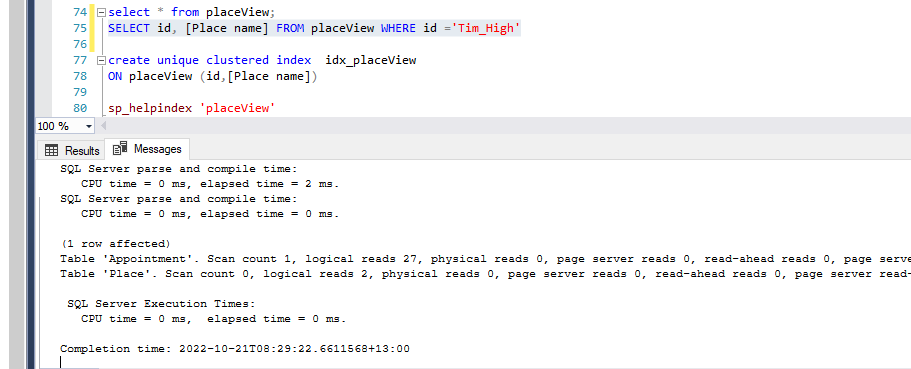 74 select * from placeView;
75 SELECT id, [Place name] FROM placeView WHERE id ='Tim_High'
76
77 create unique clustered index  idx_placeView
78 ON placeView (id,[Place name])
79
80 sp_helpindex 'placeView'
100 %
Results Messages
SQL Server parse and compile time:
CPU time = 0 ms, elapsed time = 2 ms.
SQL Server parse and compile time:
CPU time = 0 ms, elapsed time = 0 ms.
(1 row affected)
Table 'Appointment'. Scan count 1, logical reads 27, physical reads 0, page server reads 0, read-ahead reads 0, page serve
Table 'Place'. Scan count 0, logical reads 2, physical reads 0, page server reads 0, read-ahead reads 0, page server read-
SQL Server Execution Times:
CPU time = 0 ms,  elapsed time = 0 ms.
Completion time: 2022-10-21T08:29:22.6611568+13:00